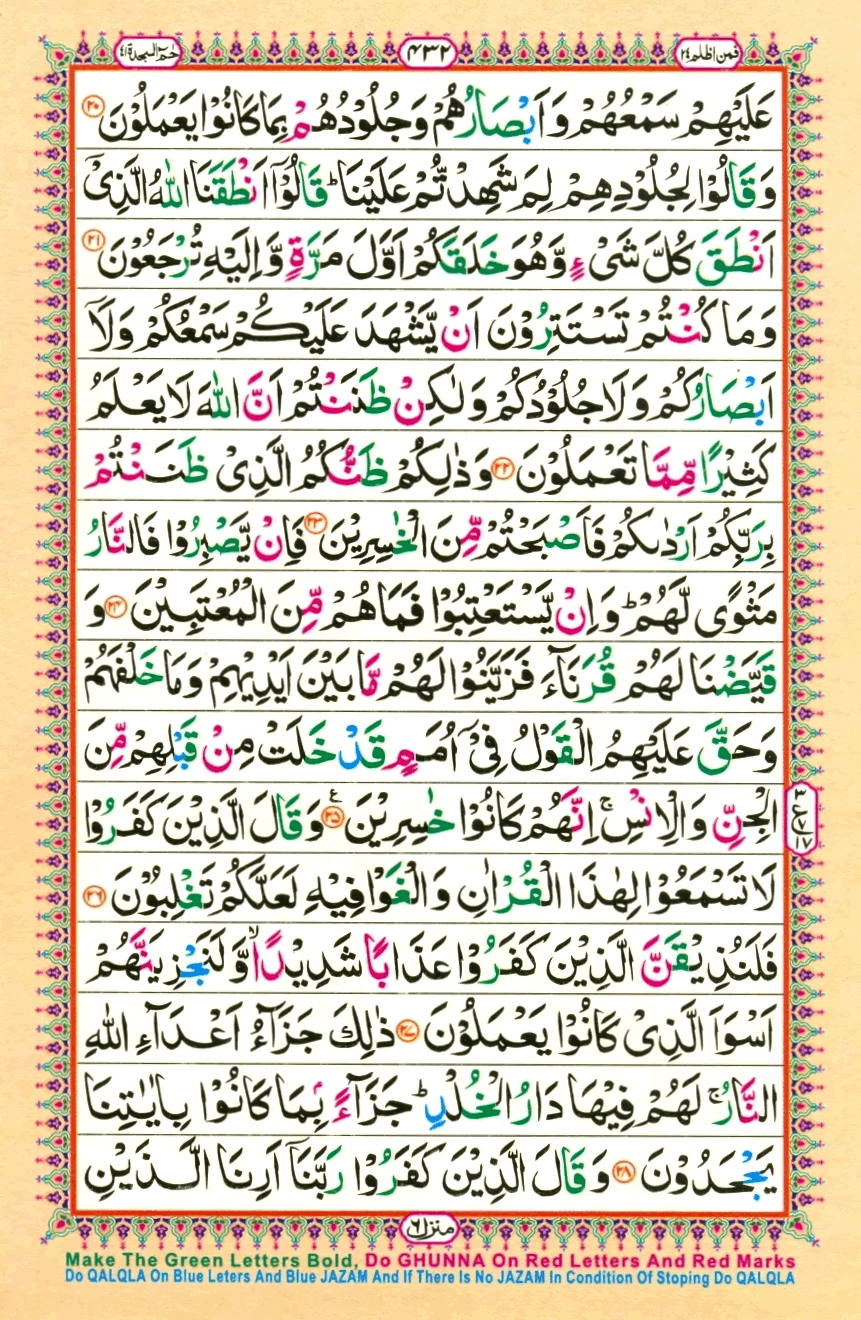 فمن اظلم ٢٤
٤٣٢
حٰمٓ السجدة ٤١
عَلَيْهِمْ سَمْعُهُمْ وَاَبْصَارُهُمْ وَجُلُوْدُهُمْ بِمَا كَانُوْا يَعْمَلُوْنَ ٢٠
وَقَالُوْا لِجُلُوْدِهِمْ لِمَ شَهِدْتُّمْ عَلَيْنَا ؕ قَالُوْٓا اَنْطَقَنَا اللّٰهُ الَّذِىْٓ
اَنْطَقَ كُلَّ شَىْءٍ وَّهُوَ خَلَقَكُمْ اَوَّلَ مَرَّةٍ وَّاِلَيْهِ تُرْجَعُوْنَ ٢١
وَمَا كُنْتُمْ تَسْتَتِرُوْنَ اَنْ يَّشْهَدَ عَلَيْكُمْ سَمْعُكُمْ وَلَآ
اَبْصَارُكُمْ وَلَا جُلُوْدُكُمْ وَلٰكِنْ ظَنَنْتُمْ اَنَّ اللّٰهَ لَا يَعْلَمُ
كَثِيْرًا مِّمَّا تَعْمَلُوْنَ ٢٢ وَذٰلِكُمْ ظَنُّكُمُ الَّذِىْ ظَنَنْتُمْ
بِرَبِّكُمْ اَرْدٰىكُمْ فَاَصْبَحْتُمْ مِّنَ الْخٰسِرِيْنَ ٢٣ فَاِنْ يَّصْبِرُوْا فَالنَّارُ
مَثْوًى لَّهُمْ ؕ وَاِنْ يَّسْتَعْتِبُوْا فَمَا هُمْ مِّنَ الْمُعْتَبِيْنَ ٢٤ وَ
قَيَّضْنَا لَهُمْ قُرَنَآءَ فَزَيَّنُوْا لَهُمْ مَّا بَيْنَ اَيْدِيْهِمْ وَمَا خَلْفَهُمْ
وَحَقَّ عَلَيْهِمُ الْقَوْلُ فِىْٓ اُمَمٍ قَدْ خَلَتْ مِنْ قَبْلِهِمْ مِّنَ
الْجِنِّ وَالْاِنْسِ ۚ اِنَّهُمْ كَانُوْا خٰسِرِيْنَ ٢٥ ع وَقَالَ الَّذِيْنَ كَفَرُوْا
لَا تَسْمَعُوْا لِهٰذَا الْقُرْاٰنِ وَالْغَوْا فِيْهِ لَعَلَّكُمْ تَغْلِبُوْنَ ٢٦
فَلَنُذِيْقَنَّ الَّذِيْنَ كَفَرُوْا عَذَابًا شَدِيْدًا ۙ وَّلَنَجْزِيَنَّهُمْ
اَسْوَاَ الَّذِىْ كَانُوْا يَعْمَلُوْنَ ٢٧ ذٰلِكَ جَزَآءُ اَعْدَآءِ اللّٰهِ
النَّارُ ۚ لَهُمْ فِيْهَا دَارُ الْخُلْدِ ؕ جَزَآءًۢ بِمَا كَانُوْا بِاٰيٰتِنَا
يَجْحَدُوْنَ ٢٨ وَقَالَ الَّذِيْنَ كَفَرُوْا رَبَّنَآ اَرِنَا الَّذَيْنِ
٣
ع
١٧
منزل ٦
Make The Green Letters Bold, Do GHUNNA On Red Letters And Red Marks
Do QALQLA On Blue Leters And Blue JAZAM And If There Is No JAZAM In Condition Of Stoping Do QALQLA